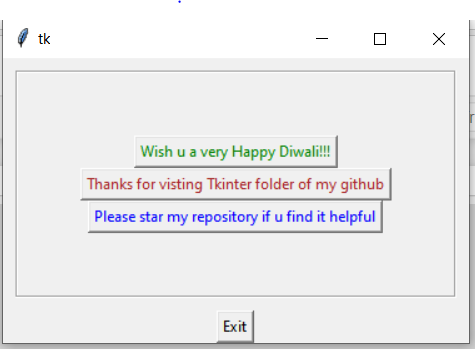 tk
Wish u a very Happy Diwali!!!
Thanks for visting Tkinter folder of my github
Please star my repository if u find it helpful
Exit